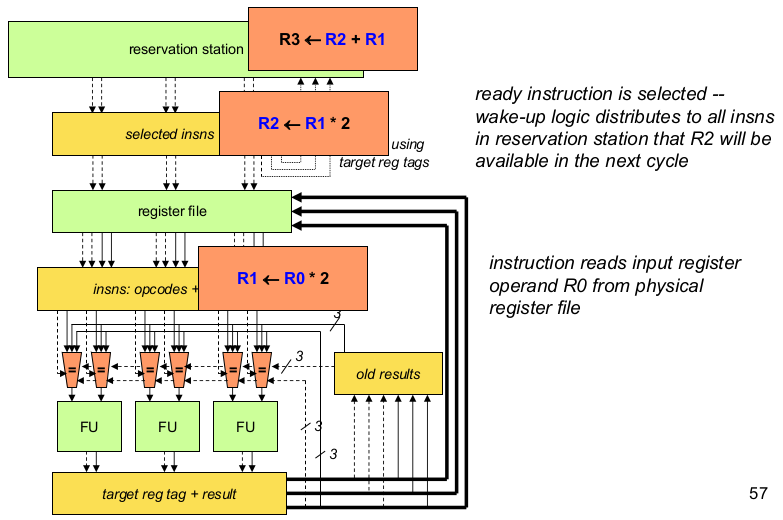 reservation station
R3 ← R2 + R1
R2 ← R1 * 2
selected insns
using
target reg tags
ready instruction is selected --
wake-up logic distributes to all insns
in reservation station that R2 will be
available in the next cycle
register file
R1 ← R0 * 2
insns: opcodes +
instruction reads input register
operand R0 from physical
register file
3
= = = = = =
3
old results
FU FU FU
3
3
target reg tag + result
57